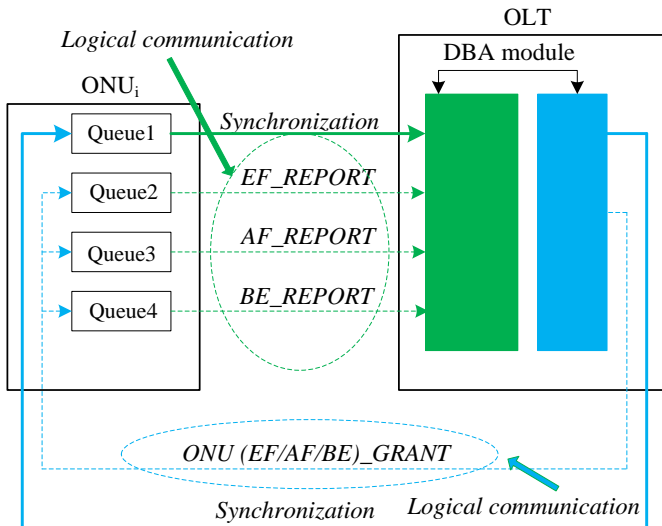 OLT
Logical communication
DBA module
ONUi
Queue1
Synchronization
Queue2
EF_REPORT
Queue3
AF_REPORT
Queue4
BE_REPORT
ONU (EF/AF/BE)_GRANT
Synchronization
Logical communication